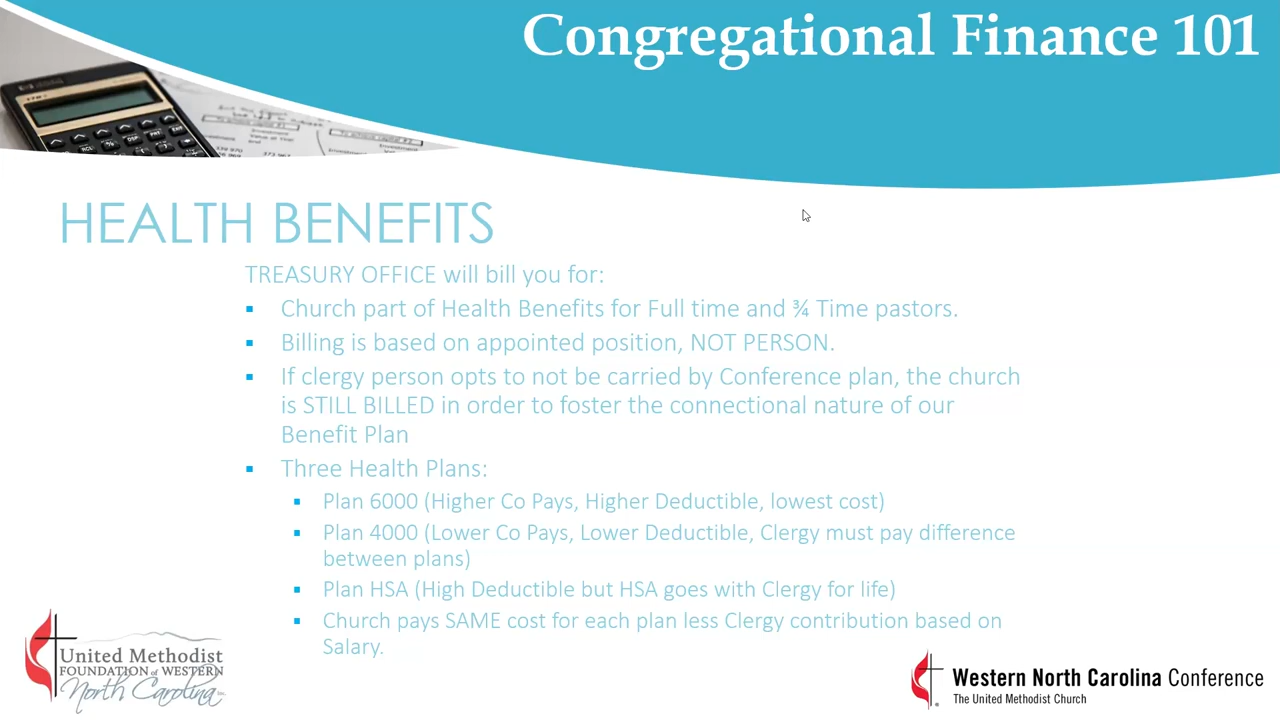 Congregational Finance 101
HEALTH BENEFITS
TREASURY OFFICE will bill you for:
▪ Church part of Health Benefits for Full time and ¾ Time pastors.
▪ Billing is based on appointed position, NOT PERSON.
▪ If clergy person opts to not be carried by Conference plan, the church
is STILL BILLED in order to foster the connectional nature of our
Benefit Plan
▪ Three Health Plans:
▪ Plan 6000 (Higher Co Pays, Higher Deductible, lowest cost)
▪ Plan 4000 (Lower Co Pays, Lower Deductible, Clergy must pay difference
between plans)
▪ Plan HSA (High Deductible but HSA goes with Clergy for life)
▪ Church pays SAME cost for each plan less Clergy contribution based on
Salary.
United Methodist
FOUNDATION of WESTERN
North Carolina
Western North Carolina Conference
The United Methodist Church